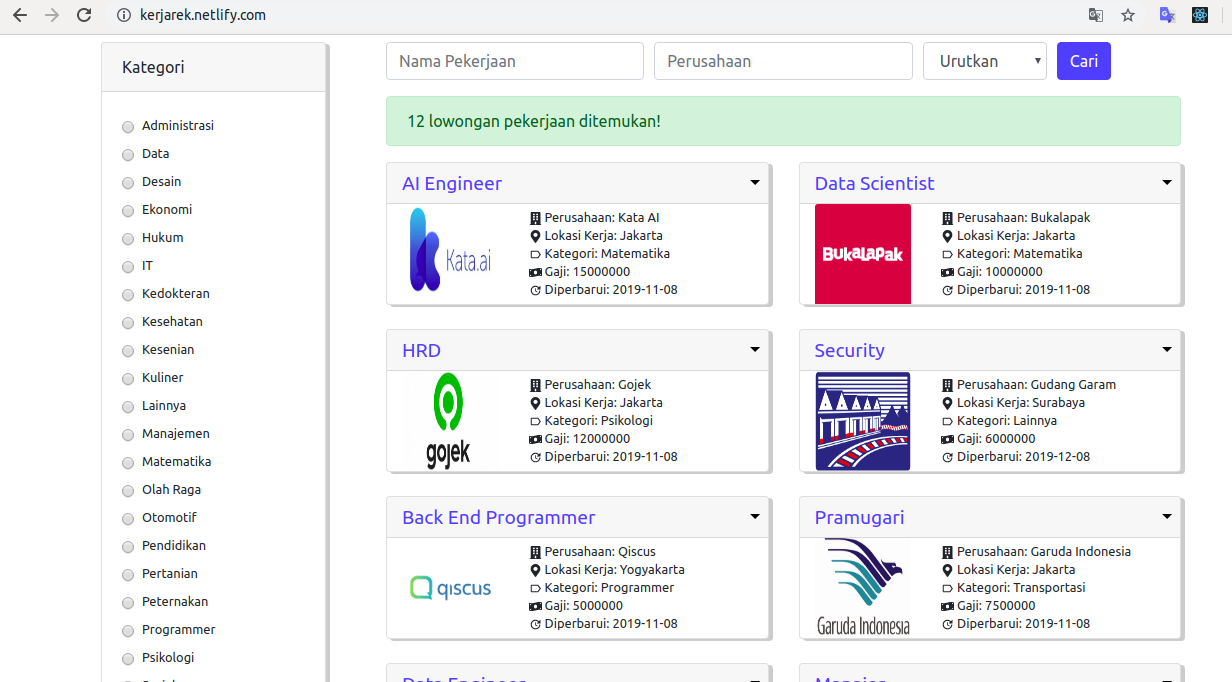 kerjarek.netlify.com
Kategori
Administrasi
Data
Desain
Ekonomi
Hukum
IT
Kedokteran
Kesehatan
Kesenian
Kuliner
Lainnya
Manajemen
Matematika
Olah Raga
Otomotif
Pendidikan
Pertanian
Peternakan
Programmer
Psikologi
Nama Pekerjaan
Perusahaan
Urutkan
Cari
12 lowongan pekerjaan ditemukan!
AI Engineer
Kata.ai
Perusahaan: Kata AI
Lokasi Kerja: Jakarta
Kategori: Matematika
Gaji: 15000000
Diperbarui: 2019-11-08
Data Scientist
BukaLapak
Perusahaan: Bukalapak
Lokasi Kerja: Jakarta
Kategori: Matematika
Gaji: 10000000
Diperbarui: 2019-11-08
HRD
gojek
Perusahaan: Gojek
Lokasi Kerja: Jakarta
Kategori: Psikologi
Gaji: 12000000
Diperbarui: 2019-11-08
Security
Perusahaan: Gudang Garam
Lokasi Kerja: Surabaya
Kategori: Lainnya
Gaji: 6000000
Diperbarui: 2019-12-08
Back End Programmer
qiscus
Perusahaan: Qiscus
Lokasi Kerja: Yogyakarta
Kategori: Programmer
Gaji: 5000000
Diperbarui: 2019-11-08
Pramugari
Garuda Indonesia
Perusahaan: Garuda Indonesia
Lokasi Kerja: Jakarta
Kategori: Transportasi
Gaji: 7500000
Diperbarui: 2019-11-08
Data Engineer